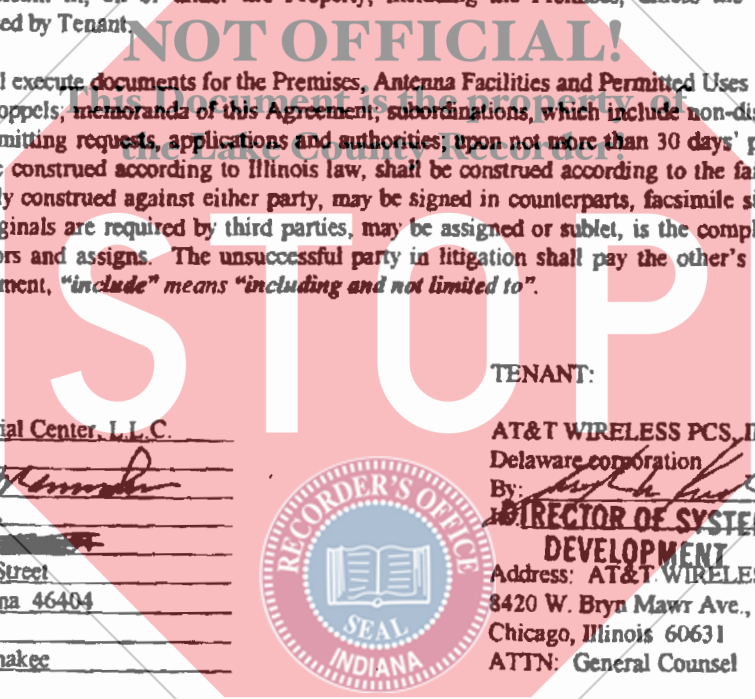 ed by Tenant.
NOT OFFICIAL!
l execute documents for the Premises, Antenna Facilities and Permitted Uses
This Document is the property of
oppels; memoranda of this Agreement; subordinations, which include non-dis
mitting requests, applications and authorities; upon not more than 30 days' p
the Lake County Recorder!
construed according to Illinois law, shall be construed according to the fai
ly construed against either party, may be signed in counterparts, facsimile si
ginals are required by third parties, may be assigned or sublet, is the compl
ors and assigns. The unsuccessful party in litigation shall pay the other's
ment, "include" means "including and not limited to".
STOP
TENANT:
ial Center, L.L.C.
AT&T WIRELESS PCS, I
Delaware corporation
By:
DIRECTOR OF SYSTE
DEVELOPMENT
Street
Address: AT&T WIRELES
na 46404
8420 W. Bryn Mawr Ave.,
Chicago, Illinois 60631
nakee
ATTN: General Counsel
RECORDER'S OFFICE
SEAL
INDIANA